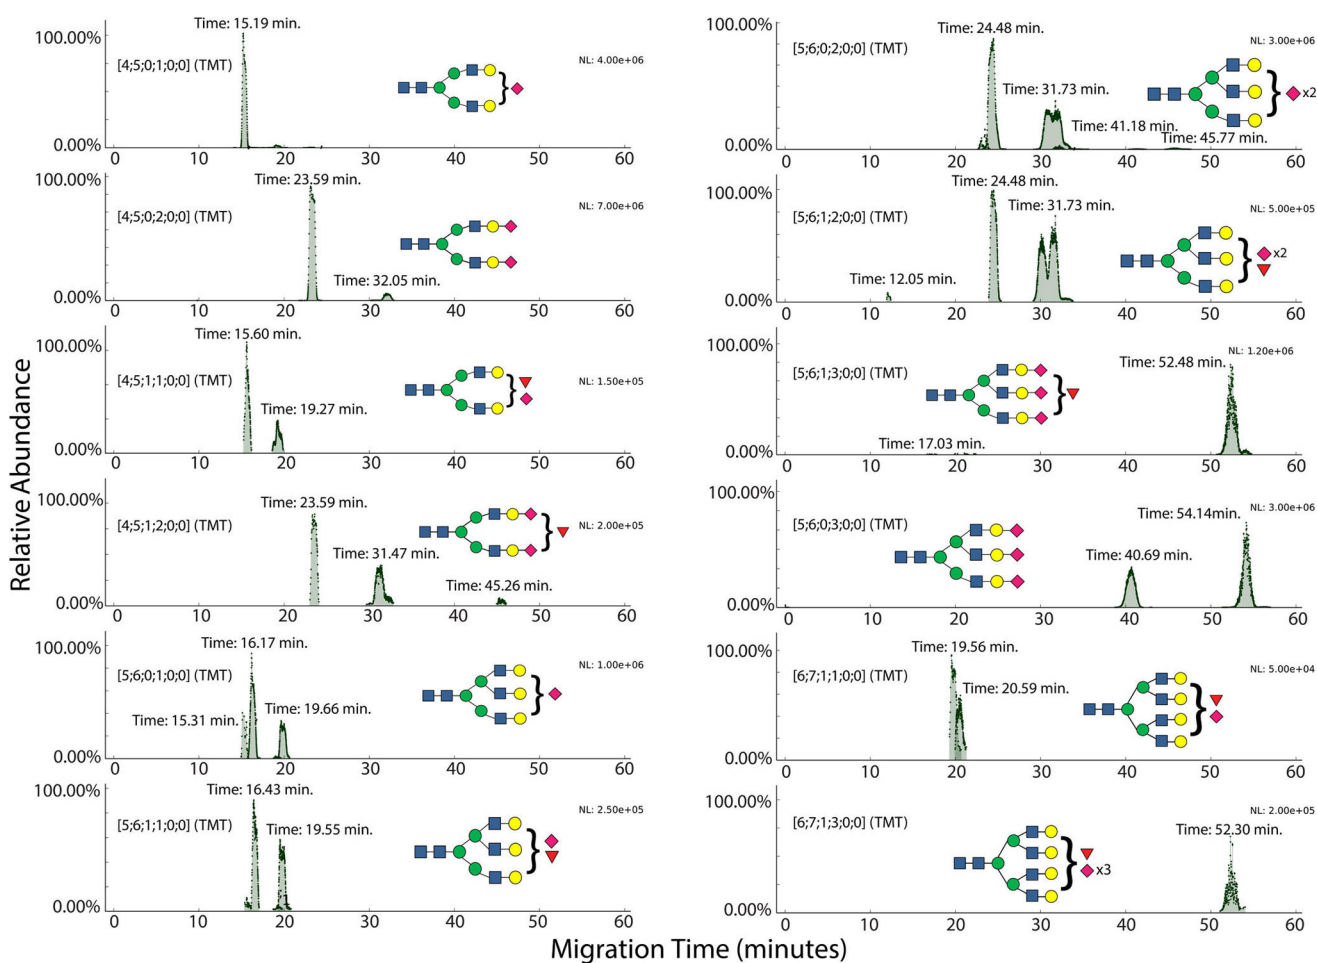 Relative Abundance
Time: 15.19 min.
100.00%
[4;5;0;1;0;0] (TMT)
NL: 4.00e+06
0.00%
0 10 20 30 40 50 60
100.00%
Time: 23.59 min.
[4;5;0;2;0;0] (TMT)
NL: 7.00e+06
Time: 32.05 min.
0.00%
0 10 20 30 40 50 60
Time: 15.60 min.
100.00%
[4;5;1;1;0;0] (TMT)
NL: 1.50e+05
Time: 19.27 min.
0.00%
0 10 20 30 40 50 60
100.00%
Time: 23.59 min.
[4;5;1;2;0;0] (TMT)
NL: 2.00e+05
Time: 31.47 min.
Time: 45.26 min.
0.00%
0 10 20 30 40 50 60
100.00%
Time: 16.17 min.
[5;6;0;1;0;0] (TMT)
NL: 1.00e+06
Time: 15.31 min.
Time: 19.66 min.
0.00%
0 10 20 30 40 50 60
100.00%
Time: 16.43 min.
[5;6;1;1;0;0] (TMT)
NL: 2.50e+05
Time: 19.55 min.
0.00%
0 10 20 30 40 50 60
100.00%
Time: 24.48 min.
NL: 3.00e+06
[5;6;0;2;0;0] (TMT)
Time: 31.73 min.
x2
Time: 41.18 min.
Time: 45.77 min.
0.00%
0 10 20 30 40 50 60
100.00%
Time: 24.48 min.
NL: 5.00e+05
[5;6;1;2;0;0] (TMT)
Time: 31.73 min.
x2
Time: 12.05 min.
0.00%
0 10 20 30 40 50 60
100.00%
Time: 52.48 min.
NL: 1.20e+06
[5;6;1;3;0;0] (TMT)
Time: 17.03 min.
0.00%
0 10 20 30 40 50 60
100.00%
NL: 3.00e+06
Time: 54.14min.
[5;6;0;3;0;0] (TMT)
Time: 40.69 min.
0.00%
0 10 20 30 40 50 60
100.00%
Time: 19.56 min.
[6;7;1;1;0;0] (TMT)
NL: 5.00e+04
Time: 20.59 min.
0.00%
0 10 20 30 40 50 60
100.00%
NL: 2.00e+05
[6;7;1;3;0;0] (TMT)
Time: 52.30 min.
x3
0.00%
0 10 20 30 40 50 60
Migration Time (minutes)